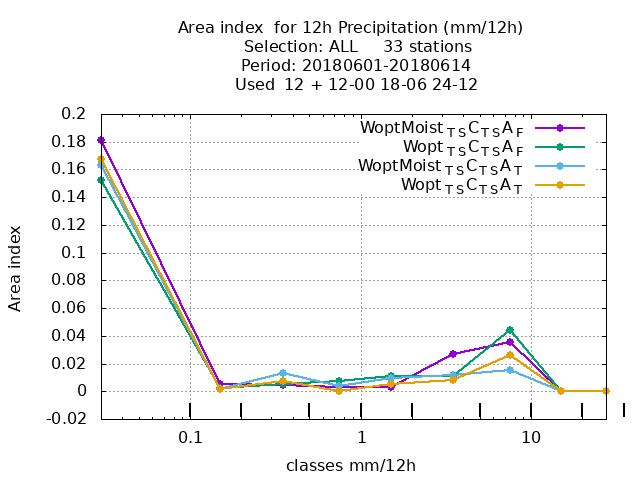 Area index  for 12h Precipitation (mm/12h)
Selection: ALL     33 stations
Period: 20180601-20180614
Used  12 + 12-00 18-06 24-12
WoptMoist TS C TS A F
Wopt TS C TS A F
WoptMoist TS C TS A T
Wopt TS C TS A T
0.2
0.18
0.16
0.14
0.12
0.1
0.08
0.06
0.04
0.02
0
-0.02
Area index
0.1 1 10
classes mm/12h